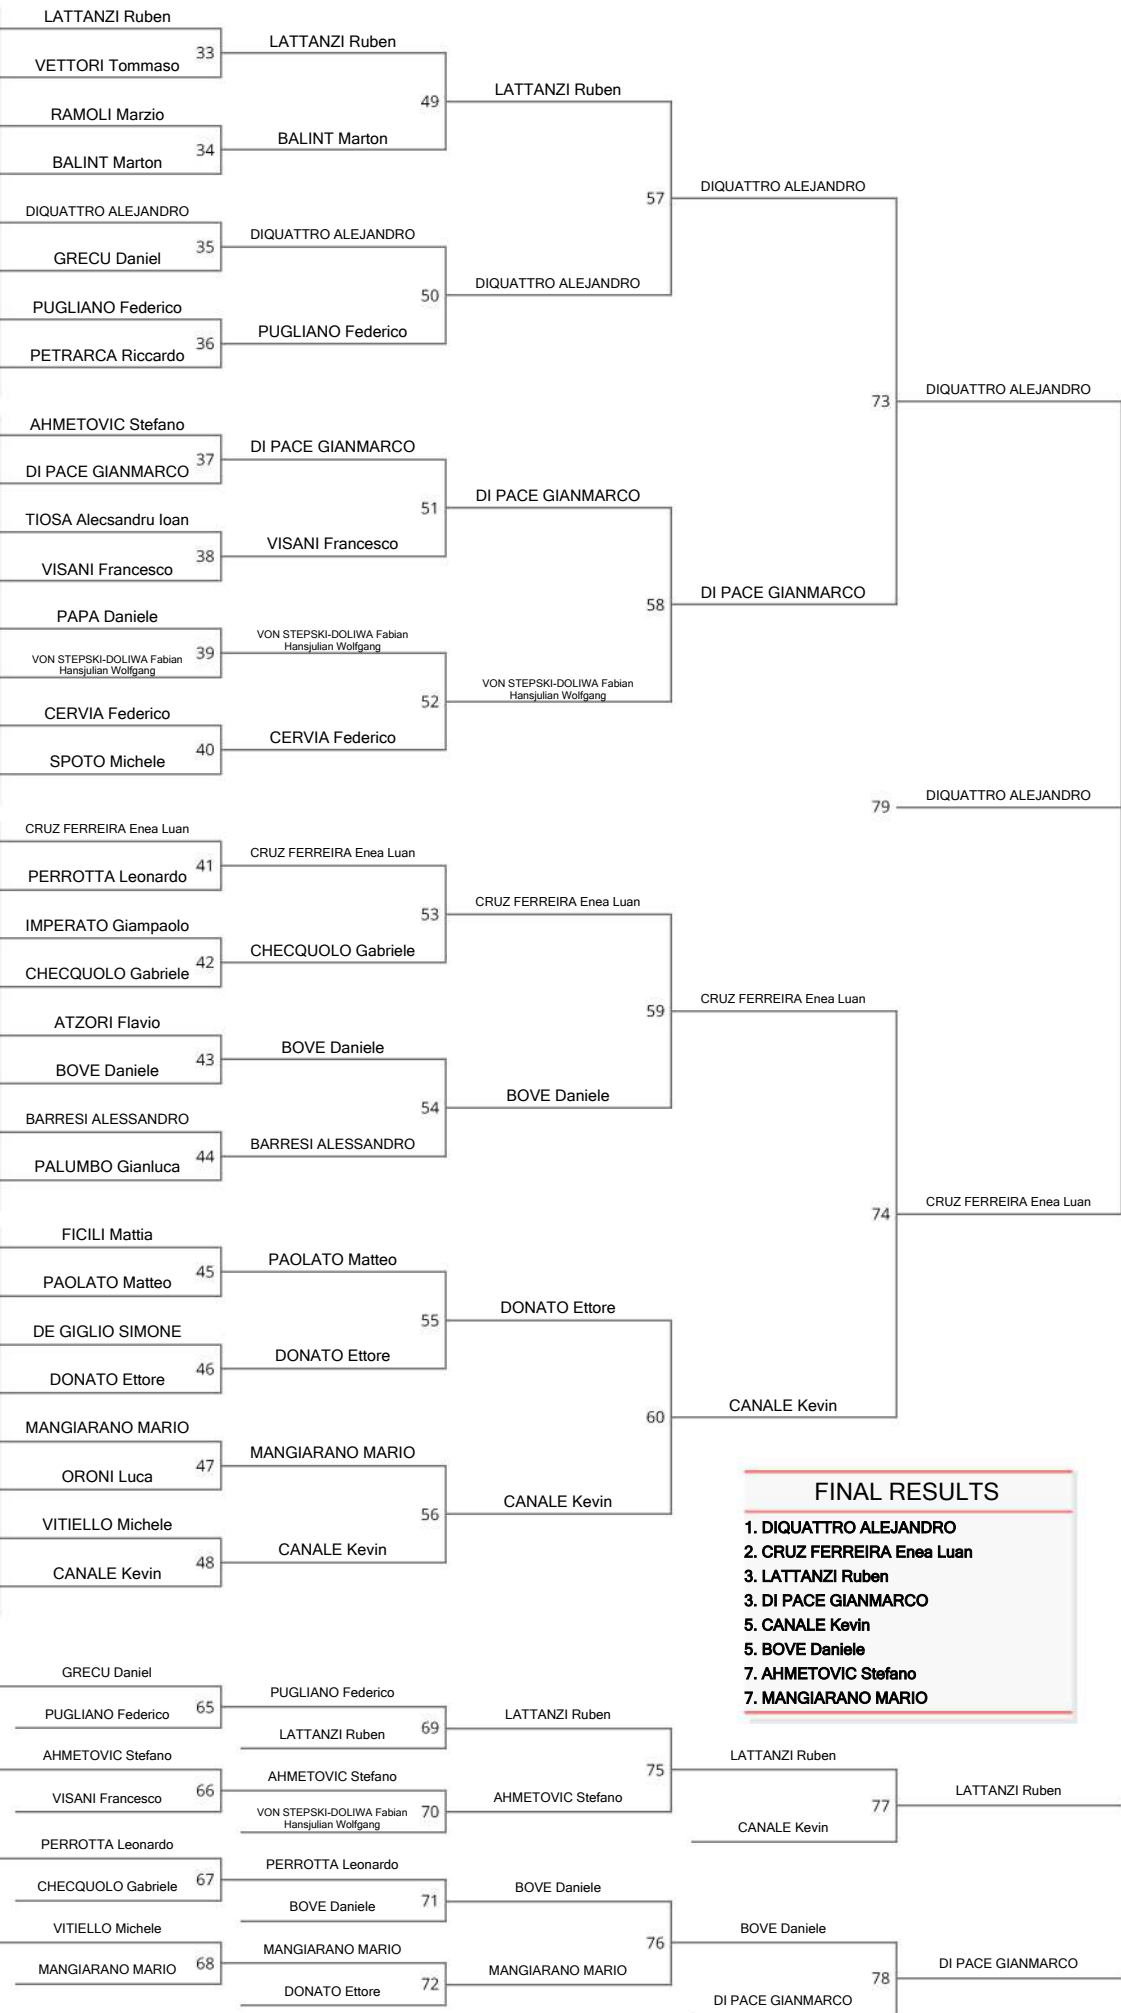 LATTANZI Ruben
33
VETTORI Tommaso
LATTANZI Ruben
49
RAMOLI Marzio
34
BALINT Marton
BALINT Marton
LATTANZI Ruben
57
DIQUATTRO ALEJANDRO
35
GRECU Daniel
DIQUATTRO ALEJANDRO
50
PUGLIANO Federico
36
PETRARCA Riccardo
PUGLIANO Federico
DIQUATTRO ALEJANDRO
DIQUATTRO ALEJANDRO
73
AHMETOVIC Stefano
37
DI PACE GIANMARCO
DI PACE GIANMARCO
51
TIOSA Alecsandru Ioan
38
VISANI Francesco
VISANI Francesco
DI PACE GIANMARCO
58
PAPA Daniele
39
VON STEPSKI-DOLIWA Fabian
Hansjulian Wolfgang
VON STEPSKI-DOLIWA Fabian
Hansjulian Wolfgang
52
CERVIA Federico
40
SPOTO Michele
CERVIA Federico
VON STEPSKI-DOLIWA Fabian
Hansjulian Wolfgang
DI PACE GIANMARCO
DIQUATTRO ALEJANDRO
79
DIQUATTRO ALEJANDRO
CRUZ FERREIRA Enea Luan
41
PERROTTA Leonardo
CRUZ FERREIRA Enea Luan
53
IMPERATO Giampaolo
42
CHECQUOLO Gabriele
CHECQUOLO Gabriele
CRUZ FERREIRA Enea Luan
59
ATZORI Flavio
43
BOVE Daniele
BOVE Daniele
54
BARRESI ALESSANDRO
44
PALUMBO Gianluca
BARRESI ALESSANDRO
BOVE Daniele
CRUZ FERREIRA Enea Luan
74
CRUZ FERREIRA Enea Luan
FICILI Mattia
45
PAOLATO Matteo
PAOLATO Matteo
55
DE GIGLIO SIMONE
46
DONATO Ettore
DONATO Ettore
DONATO Ettore
60
MANGIARANO MARIO
47
ORONI Luca
MANGIARANO MARIO
56
VITIELLO Michele
48
CANALE Kevin
CANALE Kevin
CANALE Kevin
CANALE Kevin
FINAL RESULTS
1. DIQUATTRO ALEJANDRO
2. CRUZ FERREIRA Enea Luan
3. LATTANZI Ruben
3. DI PACE GIANMARCO
5. CANALE Kevin
5. BOVE Daniele
7. AHMETOVIC Stefano
7. MANGIARANO MARIO
GRECU Daniel
65
PUGLIANO Federico
PUGLIANO Federico
69
LATTANZI Ruben
LATTANZI Ruben
75
AHMETOVIC Stefano
66
VISANI Francesco
AHMETOVIC Stefano
70
VON STEPSKI-DOLIWA Fabian
Hansjulian Wolfgang
AHMETOVIC Stefano
LATTANZI Ruben
77
CANALE Kevin
LATTANZI Ruben
PERROTTA Leonardo
67
CHECQUOLO Gabriele
PERROTTA Leonardo
71
BOVE Daniele
BOVE Daniele
76
VITIELLO Michele
68
MANGIARANO MARIO
MANGIARANO MARIO
72
DONATO Ettore
MANGIARANO MARIO
BOVE Daniele
78
DI PACE GIANMARCO
DI PACE GIANMARCO